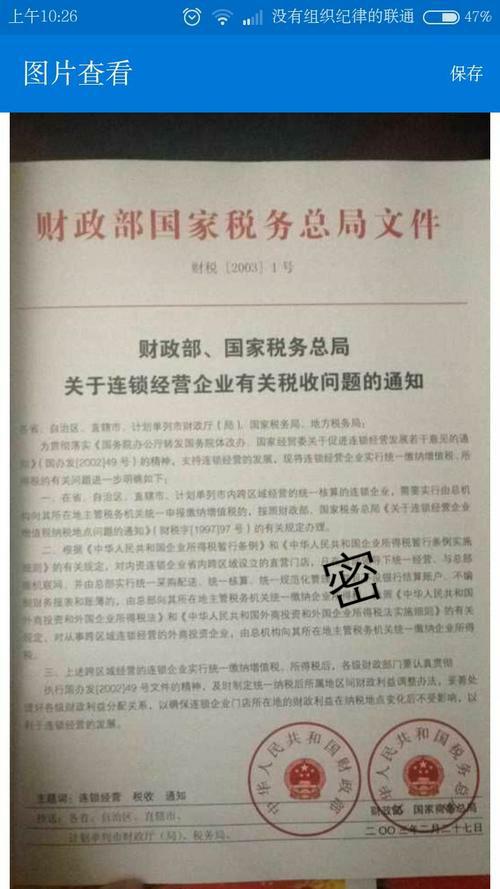 上午10:26
没有组织纪律的联通
47%
图片查看
保存
财政部国家税务总局文件
财税〔2003〕1号
财政部、国家税务总局
关于连锁经营企业有关税收问题的通知
各省、自治区、直辖市、计划单列市财政厅（局）、国家税务局、地方税务局：
为贯彻落实《国务院办公厅转发国务院体改办、国家经贸委关于促进连锁经营发展若干意见的通
知》（国办发[2002]49号）的精神，支持连锁经营的发展，现将连锁经营企业实行统一缴纳增值税、所
得税的有关问题进一步明确如下：
一、在省、自治区、直辖市、计划单列市内跨区域经营的统一核算的连锁企业，需要实行由总机
构向其所在地主管税务机关统一申报缴纳增值税的，按照财政部、国家税务总局《关于连锁经营企业
增值税纳税地点问题的通知》（财税字[1997]97号）的有关规定办理。
二、根据《中华人民共和国企业所得税暂行条例》和《中华人民共和国企业所得税暂行条例实施
细则》的有关规定，对内资连锁企业省内跨区域设立的直营门店，凡在 下统一经营、与总部
微机联网、并由总部实行统一采购配送、统一核算、统一规范化管 银行结算账户、不编
制财务报表和账簿的，由总部向其所在地主管税务机关统一缴纳企业所得税 据《中华人民共和国
外商投资企业和外国企业所得税法》和《中华人民共和国外商投资企业和外国企业所得税法实施细则》的有关
规定，对从事跨区域连锁经营的外商投资企业，由总机构向其所在地主管税务机关统一缴纳企业所得
税。
密
三、上述跨区域经营的连锁企业实行统一缴纳增值税、所得税后，各级财政部门要认真贯彻
执行国办发[2002]49号文件的精神，及时制定统一纳税后所属地区间财政利益调整办法，妥善处
理好各级财政利益分配关系，以确保连锁企业门店所在地的财政利益在纳税地点变化后不受影响，以
利于连锁经营的发展。
中华人民共和国财政部
中华人民共和国国家税务总局
主题词：连锁经营 税收 通知
抄送：各省、自治区、直辖市、
计划单列市财政厅（局）、税务局、
财政部 国家税务总局
二〇〇三年二月二十七日